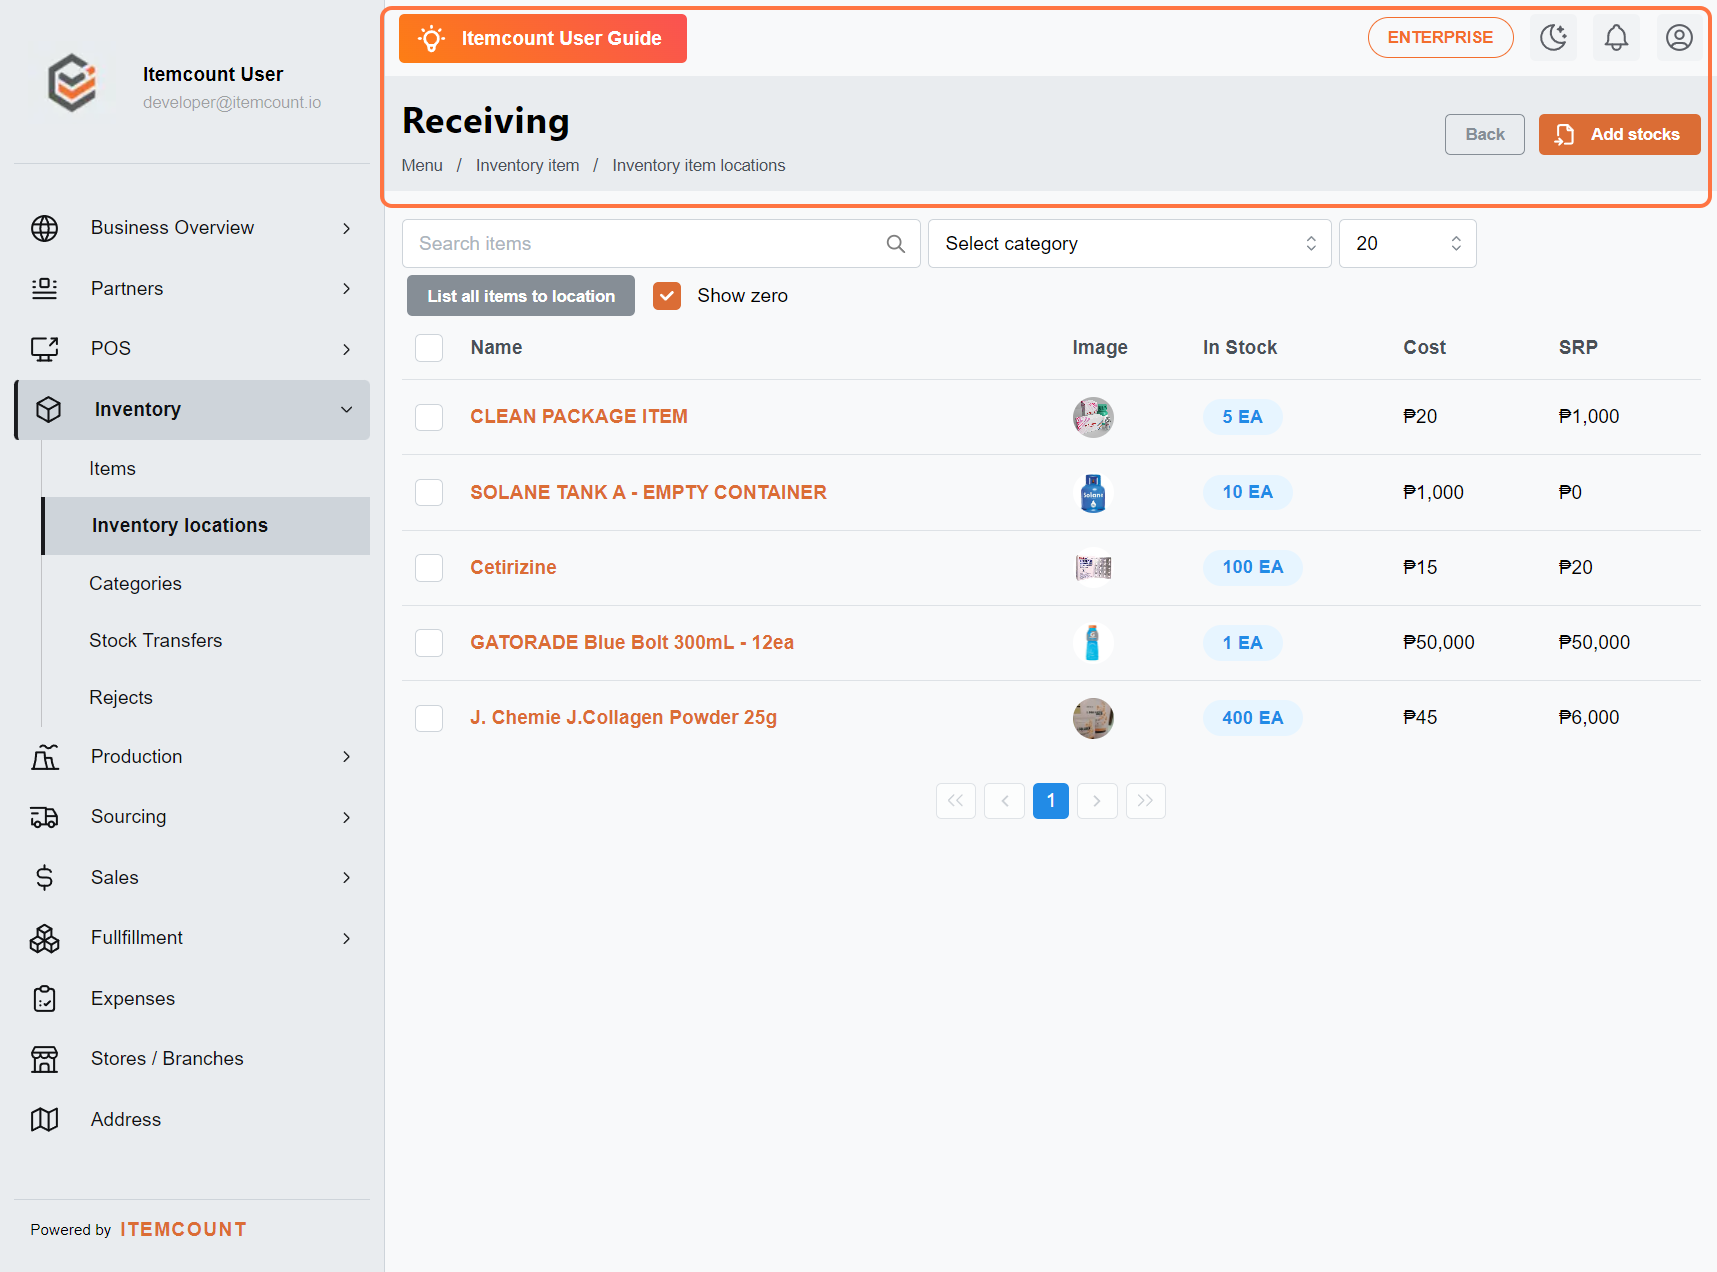 Itemcount User
developer@itemcount.io
Business Overview
Partners
POS
Inventory
Items
Inventory locations
Categories
Stock Transfers
Rejects
Production
Sourcing
Sales
Fullfillment
Expenses
Stores / Branches
Address
Powered by ITEMCOUNT
Itemcount User Guide
ENTERPRISE
Receiving
Menu / Inventory item / Inventory item locations
Back
Add stocks
Search items
Select category
20
List all items to location
Show zero
Name Image In Stock Cost SRP
CLEAN PACKAGE ITEM 5 EA ₱20 ₱1,000
SOLANE TANK A - EMPTY CONTAINER Solane 10 EA ₱1,000 ₱0
Cetirizine 100 EA ₱15 ₱20
GATORADE Blue Bolt 300mL - 12ea 1 EA ₱50,000 ₱50,000
J. Chemie J.Collagen Powder 25g 400 EA ₱45 ₱6,000
1